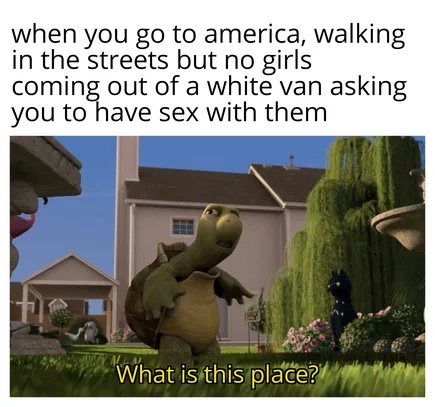 when you go to america, walking
in the streets but no girls
coming out of a white van asking
you to have sex with them
What is this place?